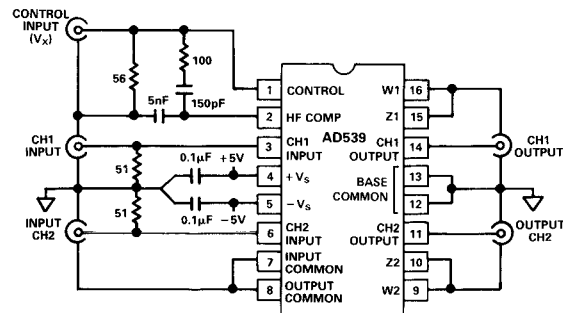 CONTROL
INPUT
(VX)
56
100
5nF
150pF
1 CONTROL
2 HF COMP
AD539
W1 16
Z1 15
CH1
INPUT
51
0.1µF +5V
3 CH1
INPUT
CH1 14
OUTPUT
CH1
OUTPUT
4 +VS
5 −VS
BASE
COMMON
13
12
51
0.1µF −5V
INPUT
CH2
6 CH2
INPUT
CH2 11
OUTPUT
OUTPUT
CH2
7 INPUT
COMMON
8 OUTPUT
COMMON
Z2 10
W2 9